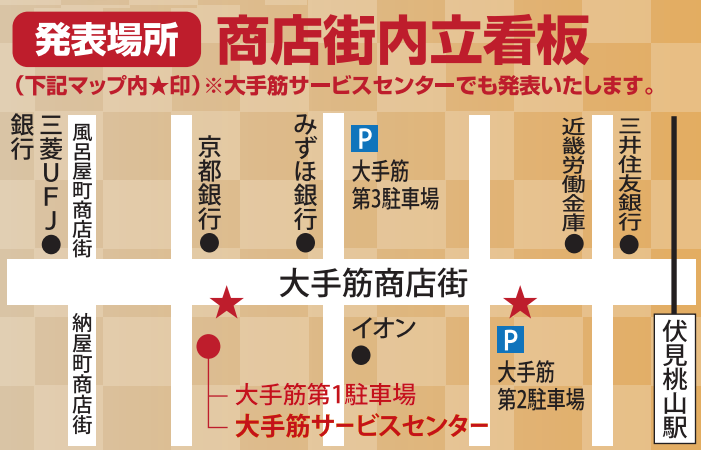 発表場所 商店街内立看板
（下記マップ内★印）※大手筋サービスセンターでも発表いたします。
三菱UFJ
銀行
風呂屋町商店街
京都銀行
みずほ銀行
P
大手筋
第3駐車場
近畿労働金庫
三井住友銀行
大手筋商店街
納屋町商店街
イオン
P
大手筋
第2駐車場
大手筋第1駐車場
大手筋サービスセンター
伏見桃山駅